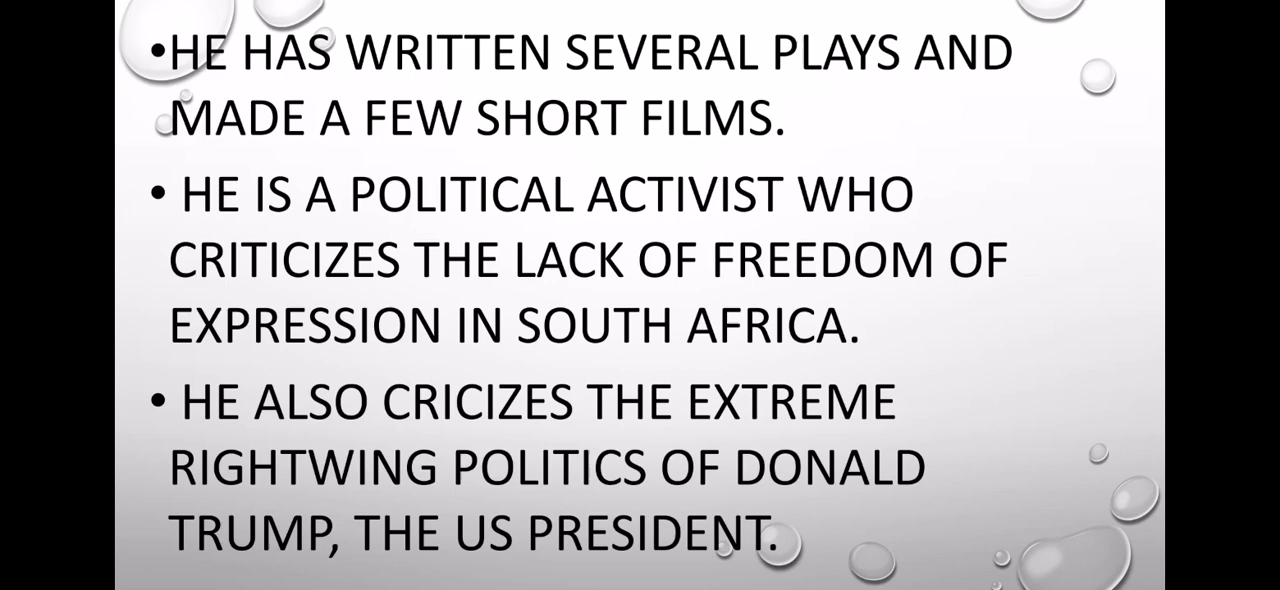 •HE HAS WRITTEN SEVERAL PLAYS AND
MADE A FEW SHORT FILMS.
• HE IS A POLITICAL ACTIVIST WHO
CRITICIZES THE LACK OF FREEDOM OF
EXPRESSION IN SOUTH AFRICA.
• HE ALSO CRICIZES THE EXTREME
RIGHTWING POLITICS OF DONALD
TRUMP, THE US PRESIDENT.